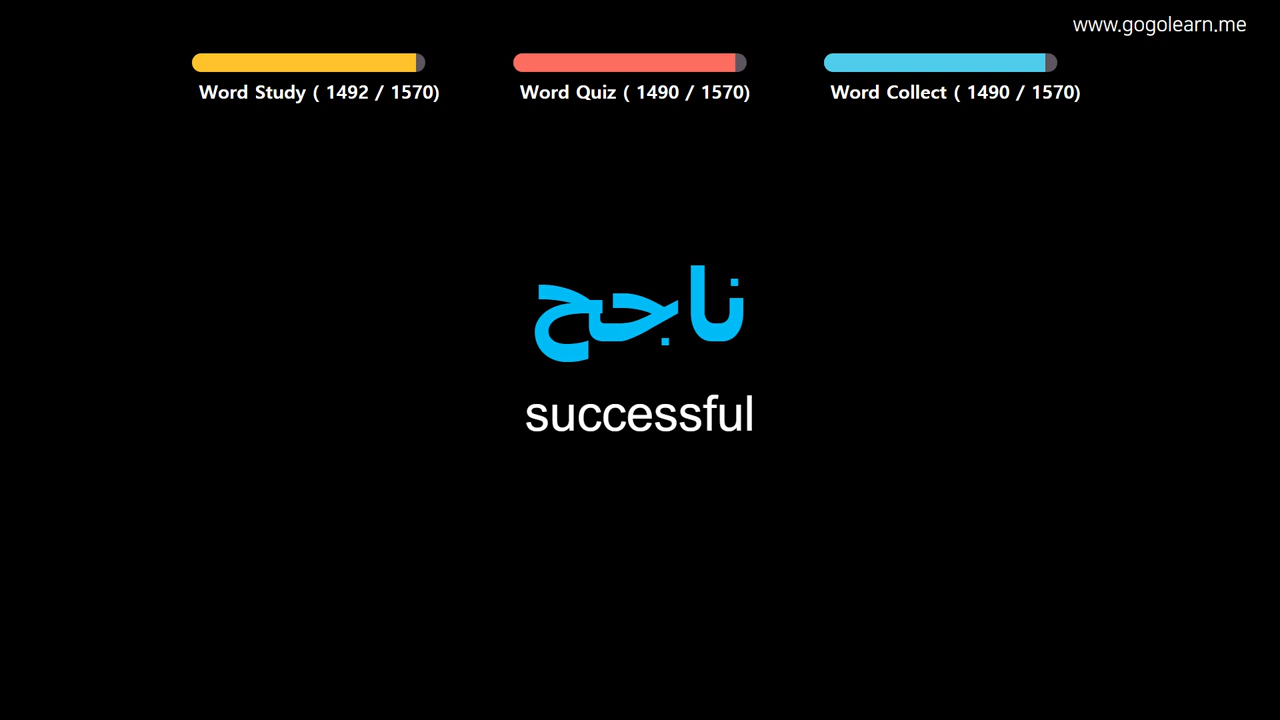 www.gogolearn.me
Word Study ( 1492 / 1570)
Word Quiz ( 1490 / 1570)
Word Collect ( 1490 / 1570)
ناجح
successful